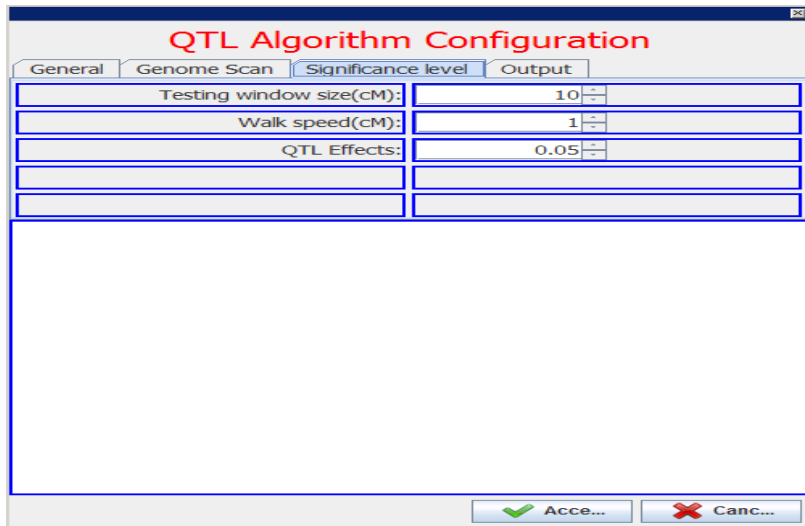 QTL Algorithm Configuration
General Genome Scan Significance level Output
Testing window size(cM): 10
Walk speed(cM): 1
QTL Effects: 0.05
Acce... Canc...